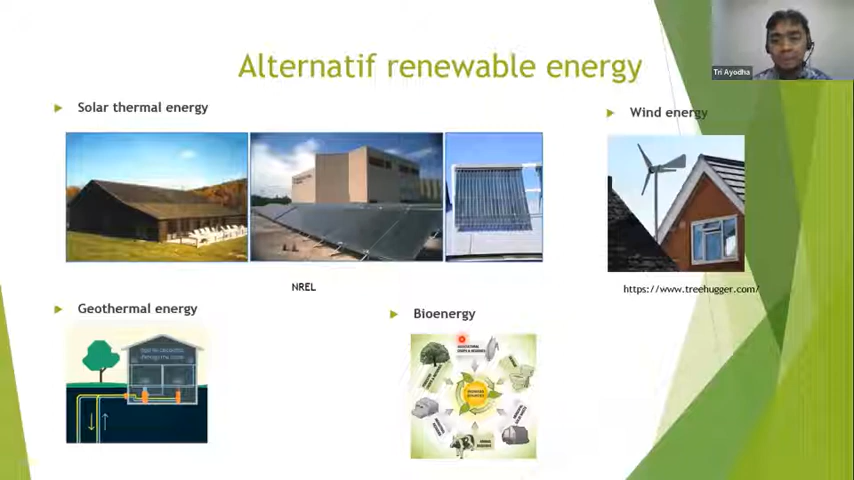 Alternatif renewable energy
Tri Ayodha
Solar thermal energy
Wind energy
NREL
https://www.treehugger.com/
Geothermal energy
Bioenergy